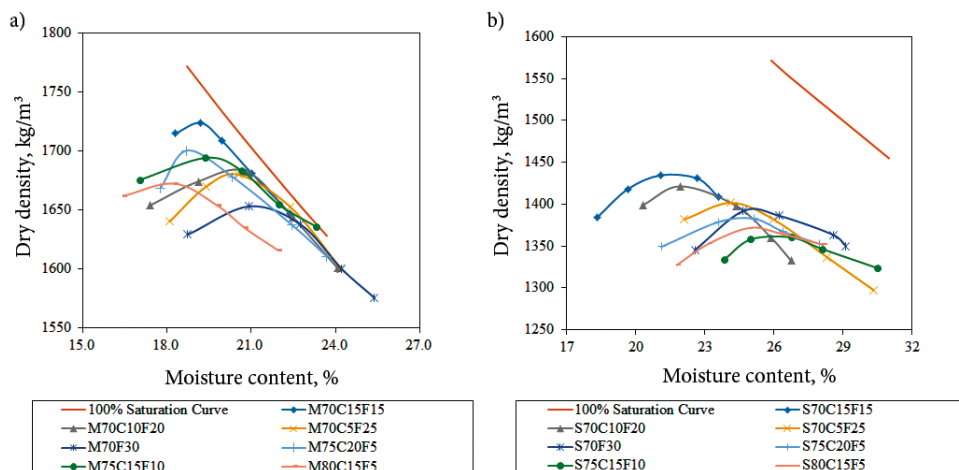 a)
1800
1750
1700
1650
1600
1550
15.0
18.0
21.0
24.0
27.0
Dry density, kg/m³
Moisture content, %
100% Saturation Curve
M70C15F15
M70C10F20
M70C5F25
M70F30
M75C20F5
M75C15F10
M80C15F5
b)
1600
1550
1500
1450
1400
1350
1300
1250
17
20
23
26
29
32
Dry density, kg/m³
Moisture content, %
100% Saturation Curve
S70C15F15
S70C10F20
S70C5F25
S70F30
S75C20F5
S75C15F10
S80C15F5